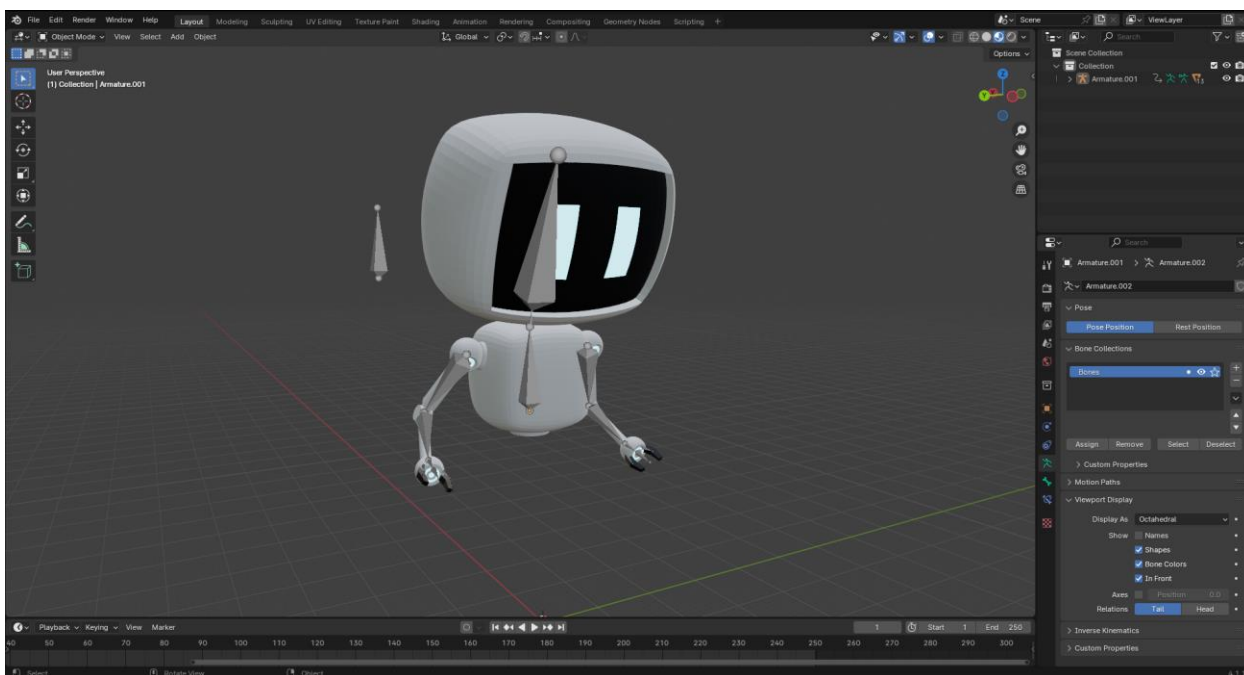 File Edit Render Window Help Layout Modeling Sculpting UV Editing Texture Paint Shading Animation Rendering Compositing Geometry Nodes Scripting + Scene ViewLayer
Object Mode View Select Add Object Global Search
Options
User Perspective
(1) Collection | Armature.001
Z
Y
Scene Collection
Collection
Armature.001
Search
Armature.001 > Armature.002
Armature.002
Pose
Pose Position Rest Position
Bone Collections
Bones
Assign Remove Select Deselect
Custom Properties
Motion Paths
Viewport Display
Display As Octahedral
Show Names
Shapes
Bone Colors
In Front
Axes Position 0.0
Relations Tail Head
Inverse Kinematics
Custom Properties
Playback Keying View Marker 1 Start 1 End 250
40 50 60 70 80 90 100 110 120 130 140 150 160 170 180 190 200 210 220 230 240 250 260 270 280 290 300
Select Rotate View Object